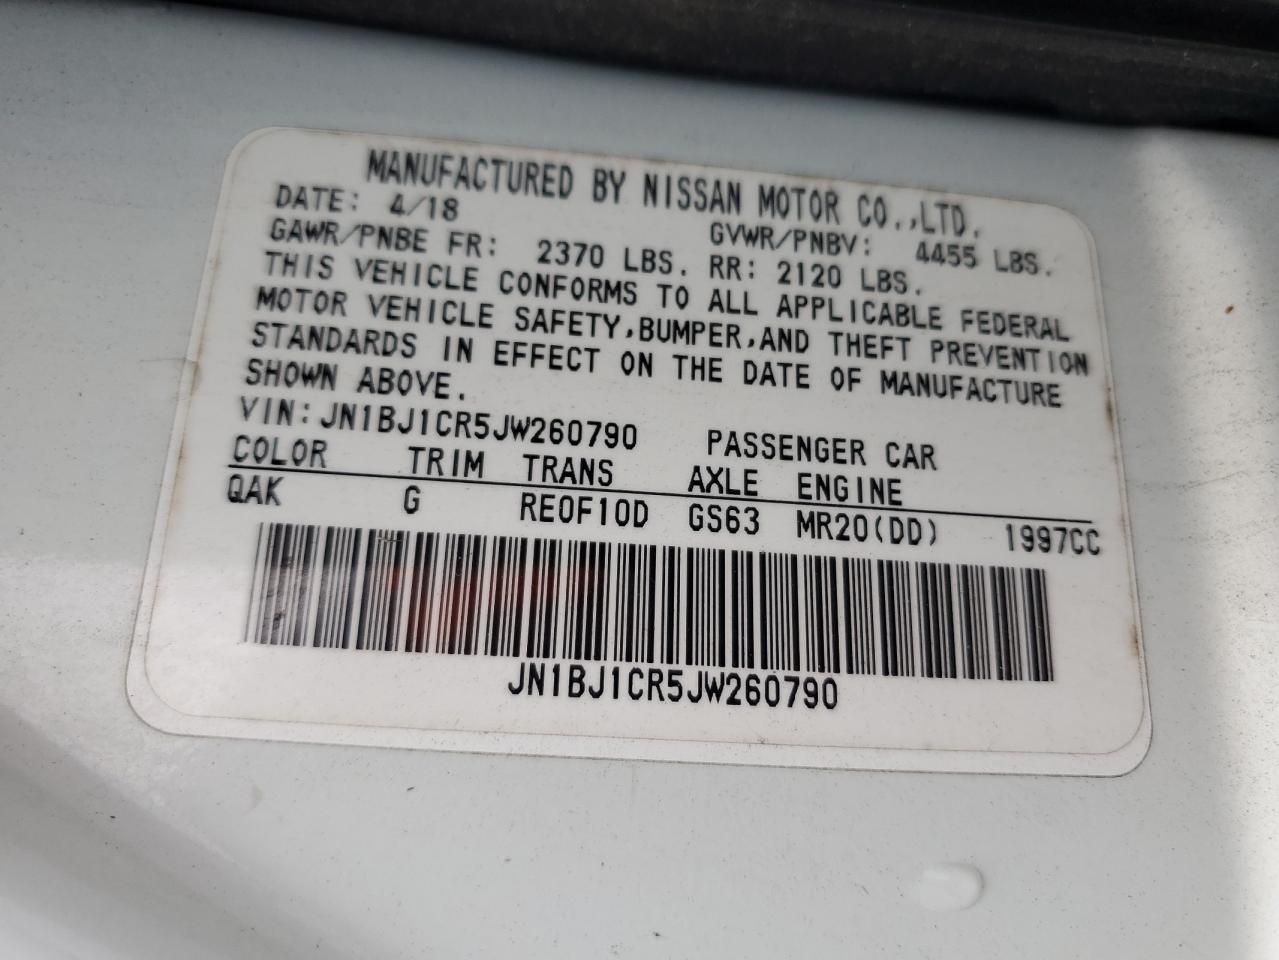 MANUFACTURED BY NISSAN MOTOR CO.,LTD.
DATE: 4/18 GVWR/PNBV: 4455 LBS.
GAWR/PNBE FR: 2370 LBS. RR: 2120 LBS.
THIS VEHICLE CONFORMS TO ALL APPLICABLE FEDERAL
MOTOR VEHICLE SAFETY,BUMPER,AND THEFT PREVENTION
STANDARDS IN EFFECT ON THE DATE OF MANUFACTURE
SHOWN ABOVE.
VIN:JN1BJ1CR5JW260790 PASSENGER CAR
COLOR TRIM TRANS AXLE ENGINE
QAK G RE0F10D GS63 MR20(DD) 1997CC
JN1BJ1CR5JW260790